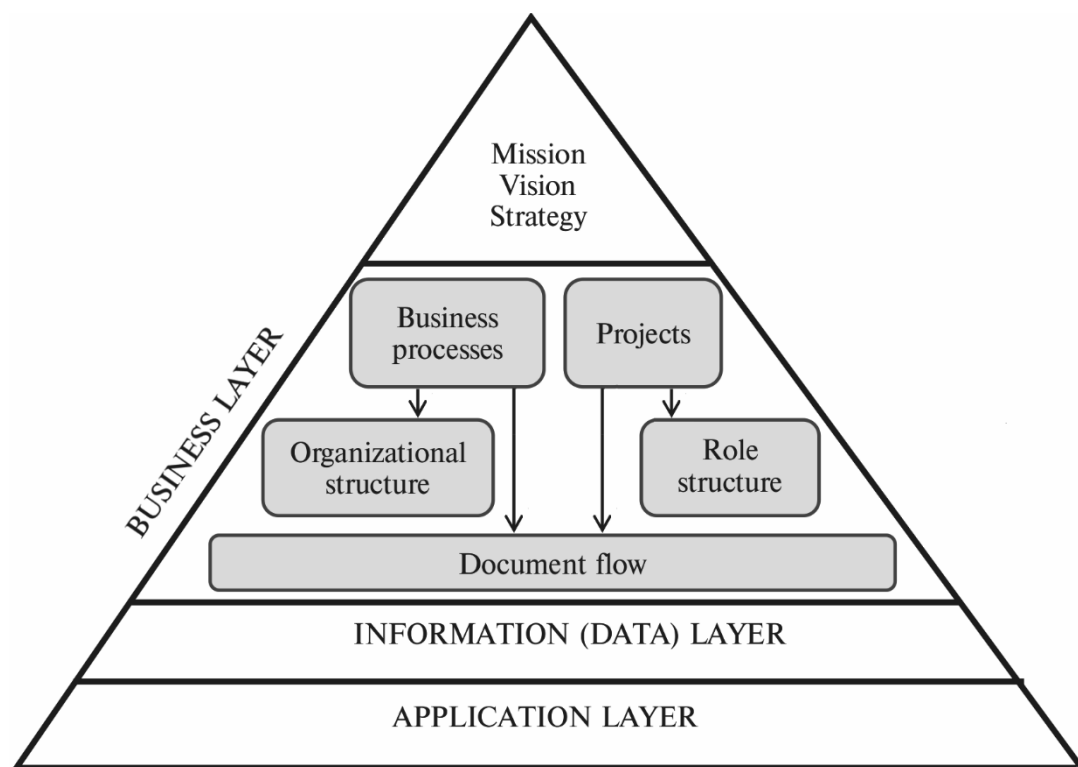 Mission
Vision
Strategy
Business
processes
Projects
Organizational
structure
Role
structure
Document flow
BUSINESS LAYER
INFORMATION (DATA) LAYER
APPLICATION LAYER